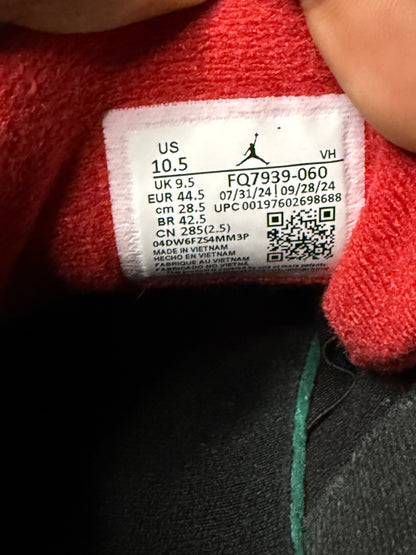 US
10.5
VH
UK 9.5
FQ7939-060
EUR 44.5
07/31/24 | 09/28/24
cm 28.5
UPC 00197602698688
BR 42.5
CN 285(2.5)
04DW6FZS4MM3P
MADE IN VIETNAM
HECHO EN VIETNAM
FABRIQUE AU VIETNAM
FABRICADO NO VIETNÃ